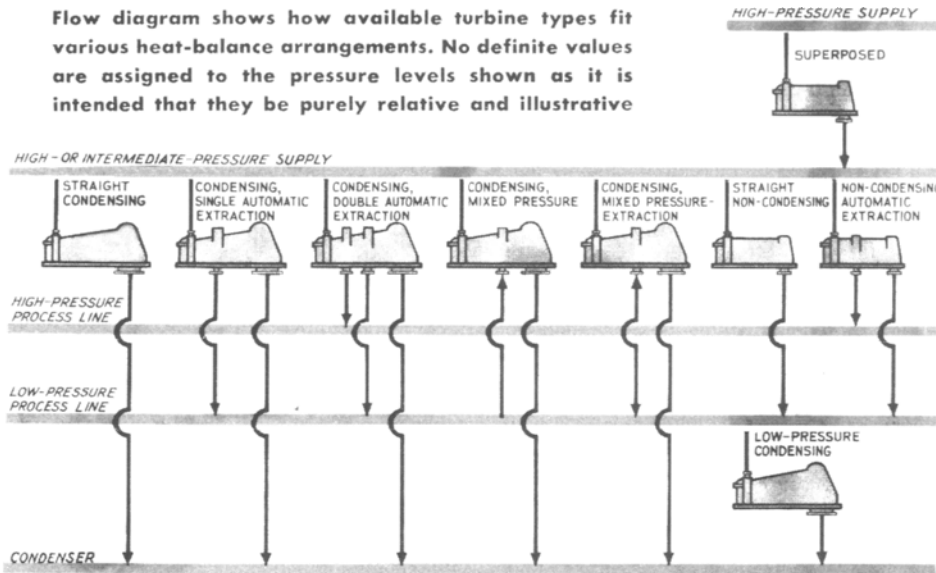 Flow diagram shows how available turbine types fit
various heat-balance arrangements. No definite values
are assigned to the pressure levels shown as it is
intended that they be purely relative and illustrative
HIGH-PRESSURE SUPPLY
SUPERPOSED
HIGH-OR INTERMEDIATE-PRESSURE SUPPLY
STRAIGHT
CONDENSING
CONDENSING,
SINGLE AUTOMATIC
EXTRACTION
CONDENSING,
DOUBLE AUTOMATIC
EXTRACTION
CONDENSING,
MIXED PRESSURE
CONDENSING,
MIXED PRESSURE-
EXTRACTION
STRAIGHT
NON-CONDENSING
NON-CONDENSING
AUTOMATIC
EXTRACTION
HIGH-PRESSURE
PROCESS LINE
LOW-PRESSURE
PROCESS LINE
LOW-PRESSURE
CONDENSING
CONDENSER